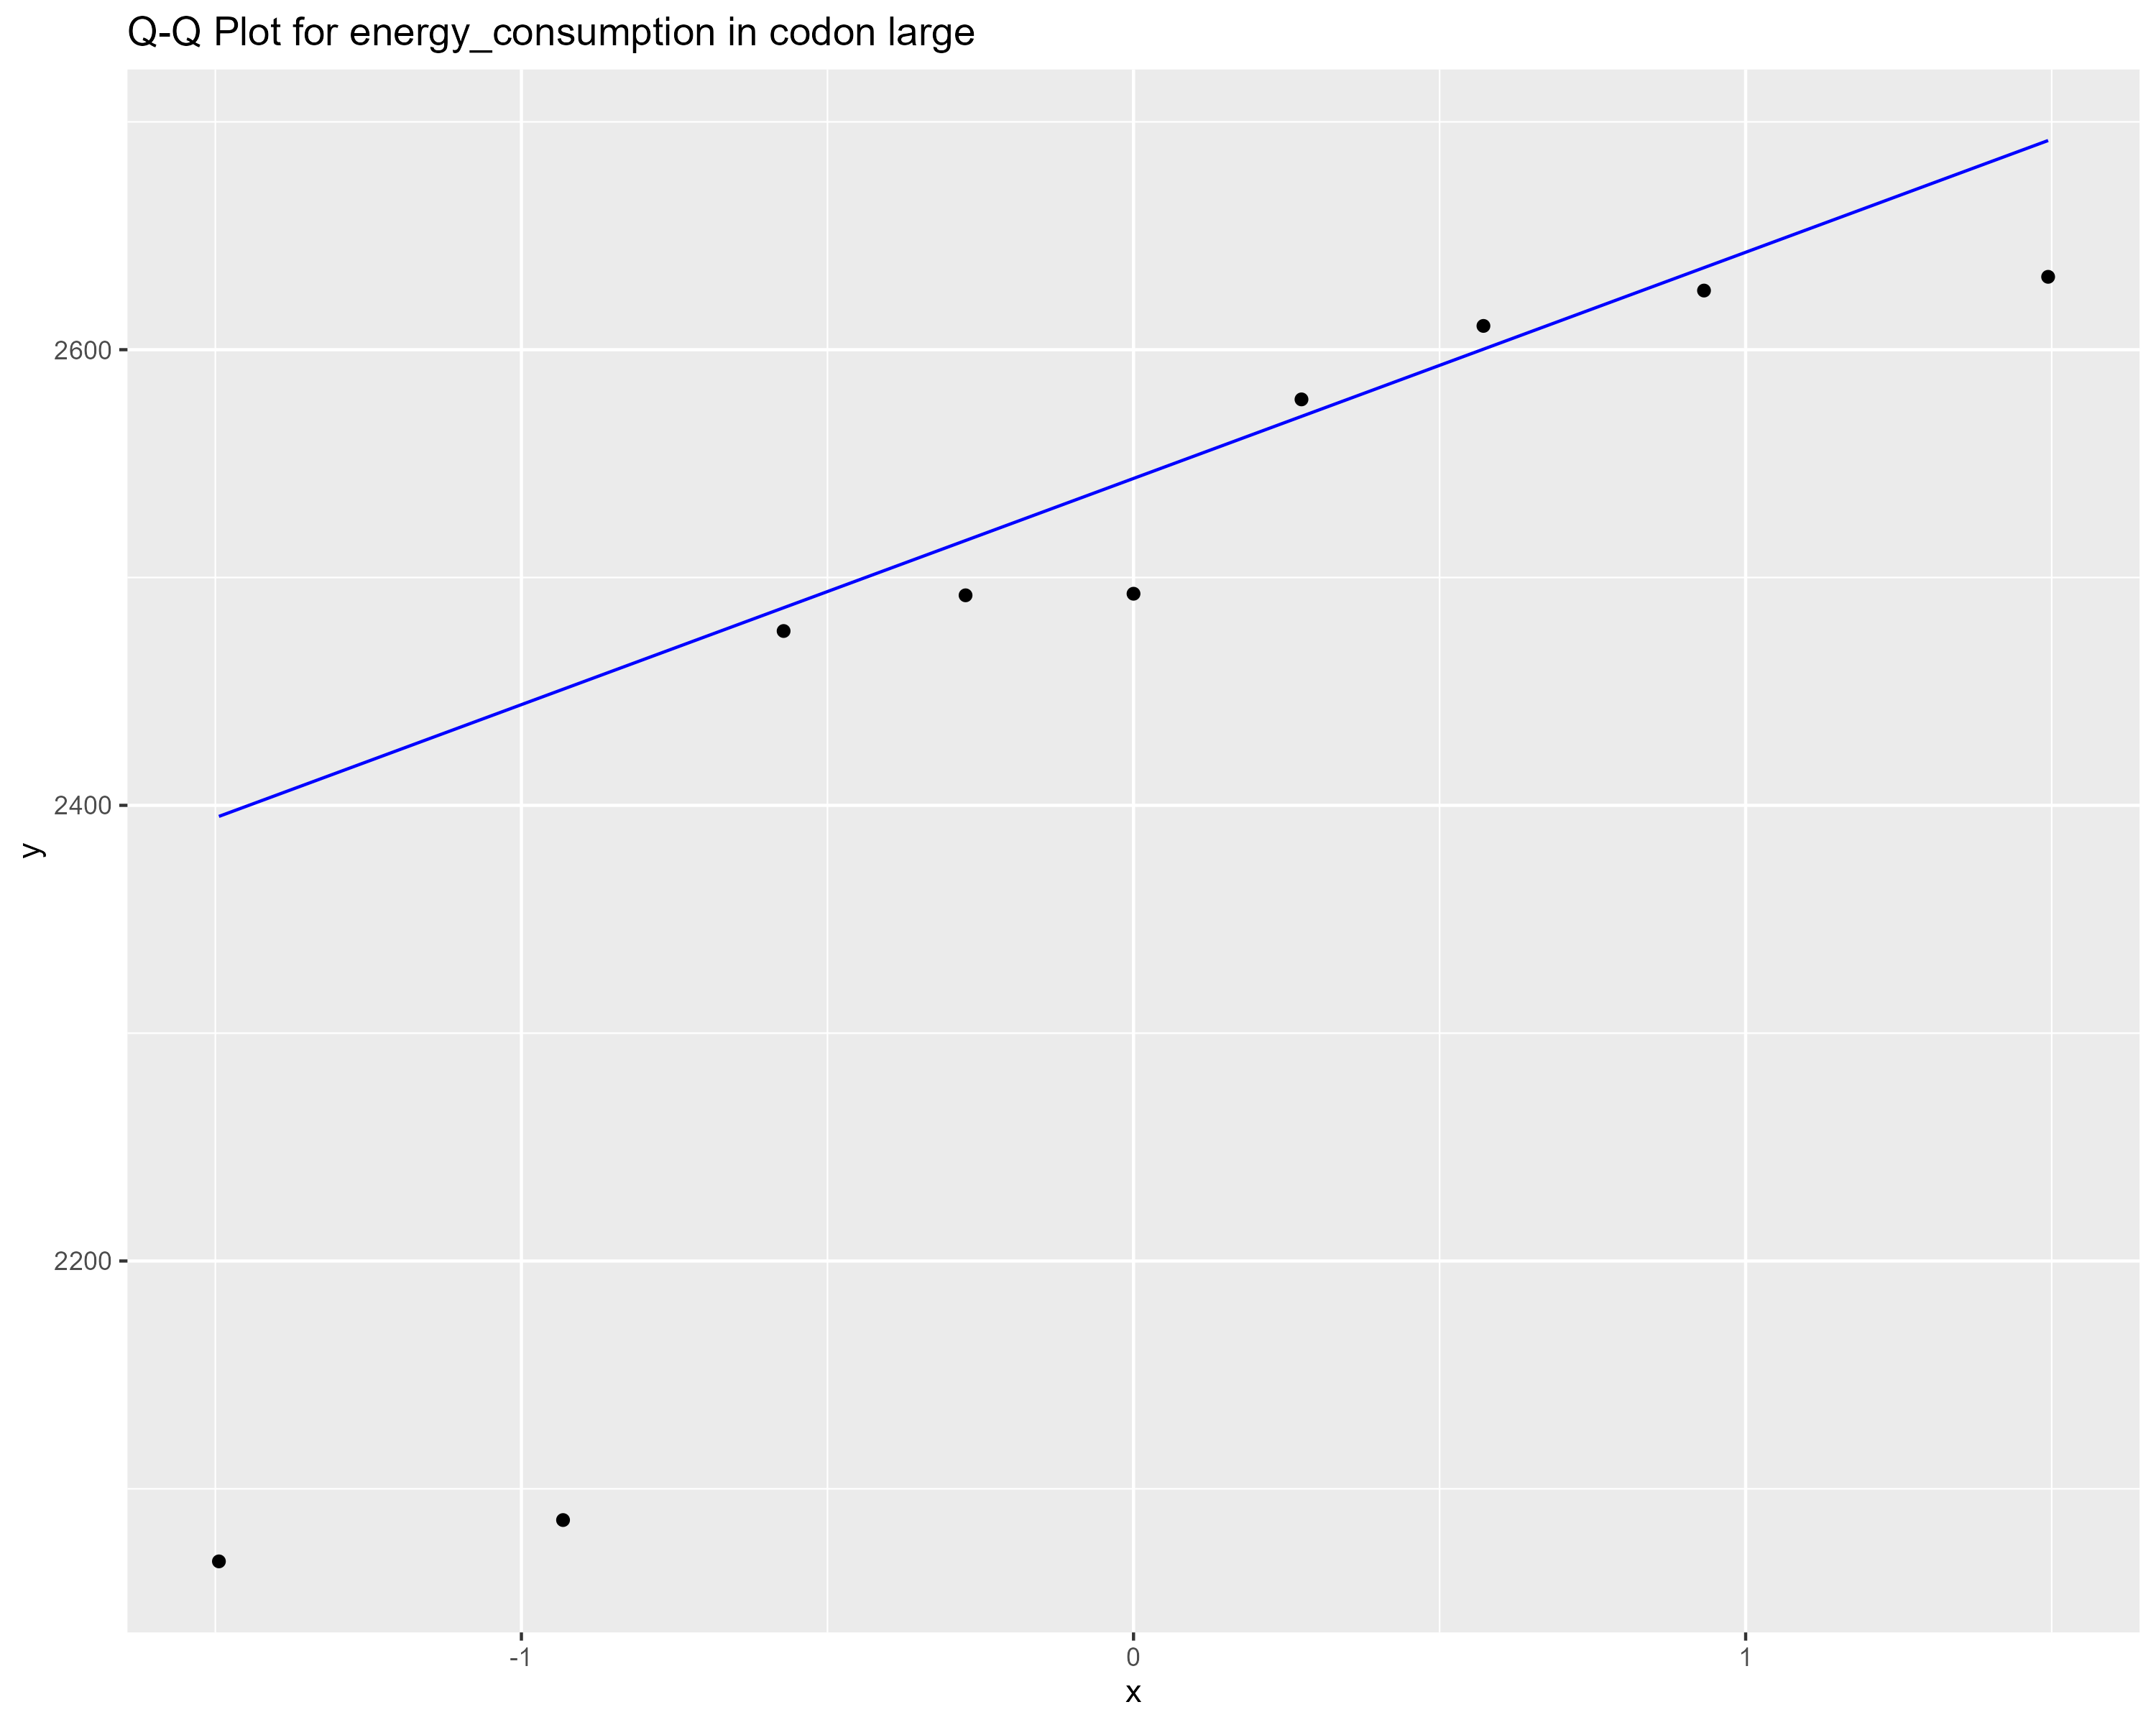 Q-Q Plot for energy_consumption in codon large
2600
2400
2200
y
-1
0
1
x